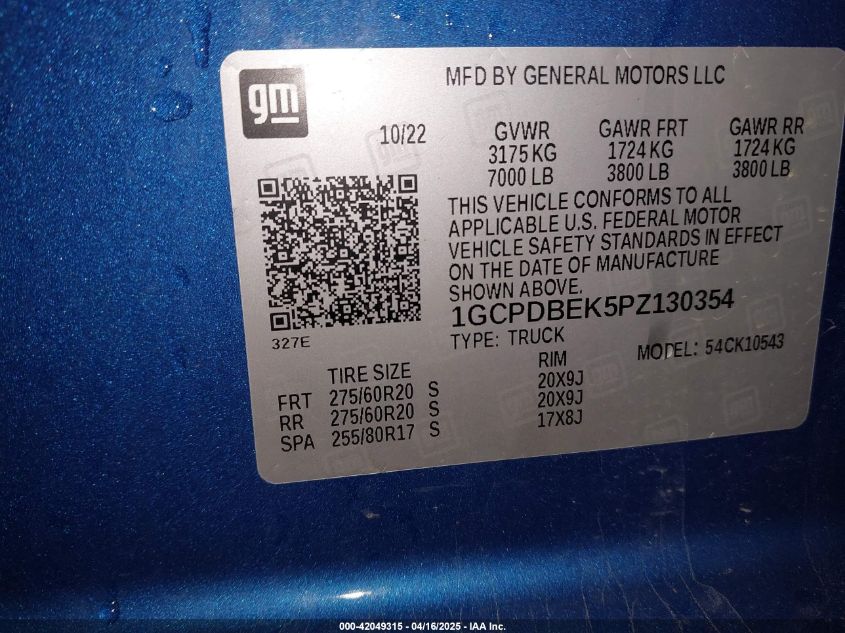 gm
MFD BY GENERAL MOTORS LLC
10/22 GVWR GAWR FRT GAWR RR
3175 KG 1724 KG 1724 KG
7000 LB 3800 LB 3800 LB
THIS VEHICLE CONFORMS TO ALL
APPLICABLE U.S. FEDERAL MOTOR
VEHICLE SAFETY STANDARDS IN EFFECT
ON THE DATE OF MANUFACTURE
SHOWN ABOVE.
1GCPDBEK5PZ130354
327E
TYPE: TRUCK MODEL: 54CK10543
TIRE SIZE RIM
FRT 275/60R20 S 20X9J
RR 275/60R20 S 20X9J
SPA 255/80R17 S 17X8J
000-42049315 - 04/16/2025 - IAA Inc.